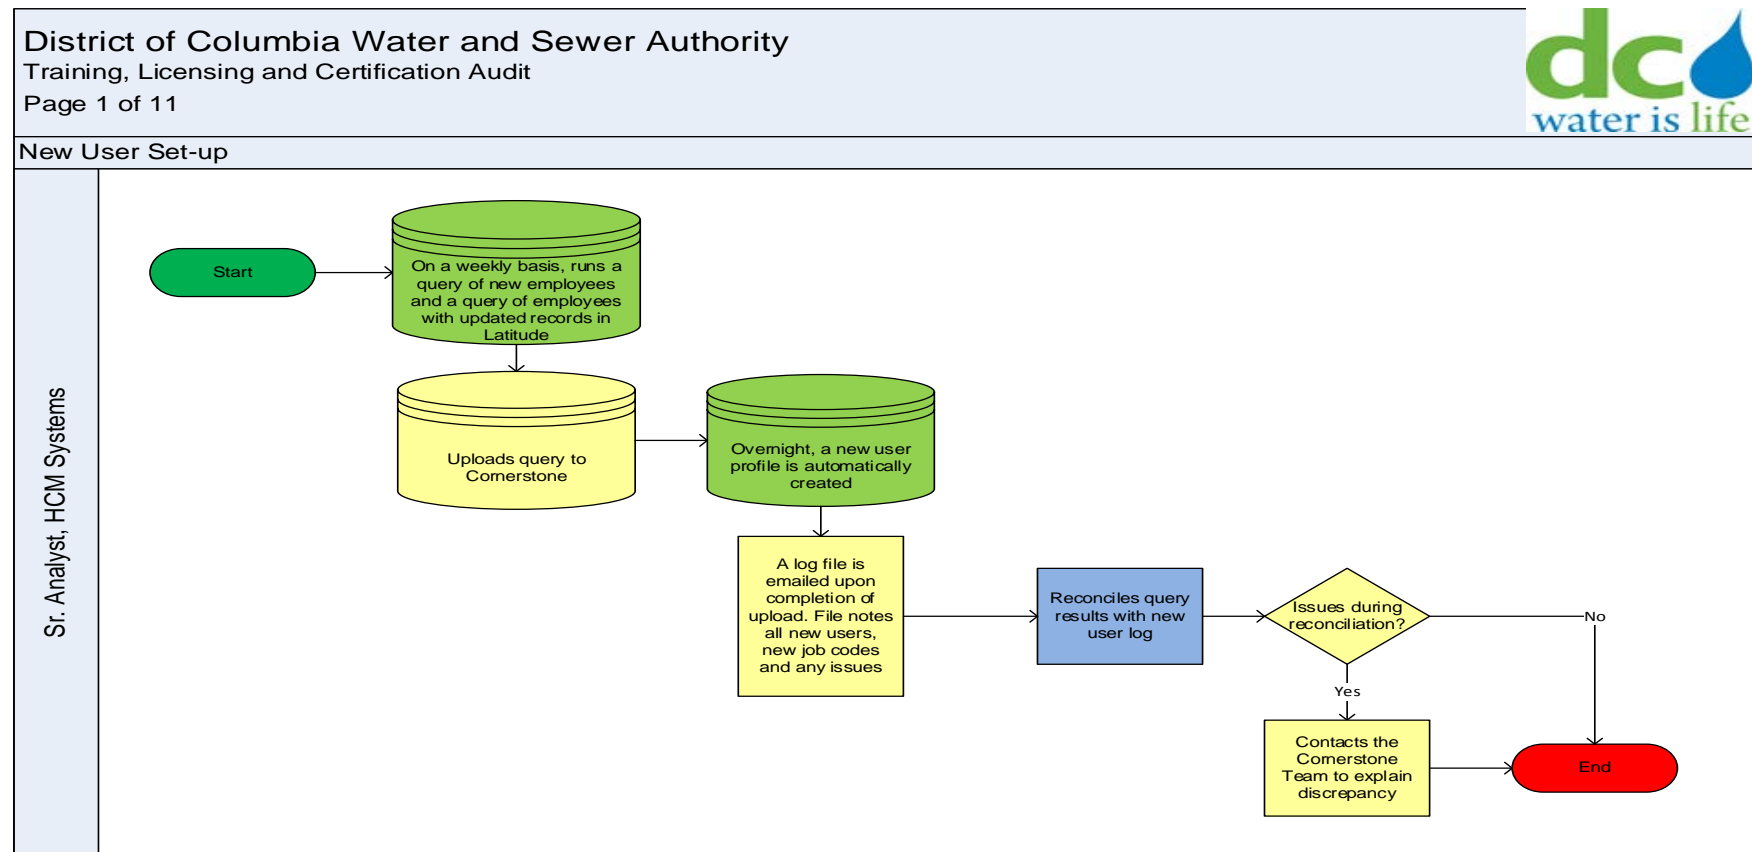 District of Columbia Water and Sewer Authority
Training, Licensing and Certification Audit
Page 1 of 11
dc
water is life
New User Set-up
Sr. Analyst, HCM Systems
Start
On a weekly basis, runs a
query of new employees
and a query of employees
with updated records in
Latitude
Uploads query to
Cornerstone
Overnight, a new user
profile is automatically
created
A log file is
emailed upon
completion of
upload. File notes
all new users,
new job codes
and any issues
Reconciles query
results with new
user log
Issues during
reconciliation?
No
Yes
Contacts the
Cornerstone
Team to explain
discrepancy
End